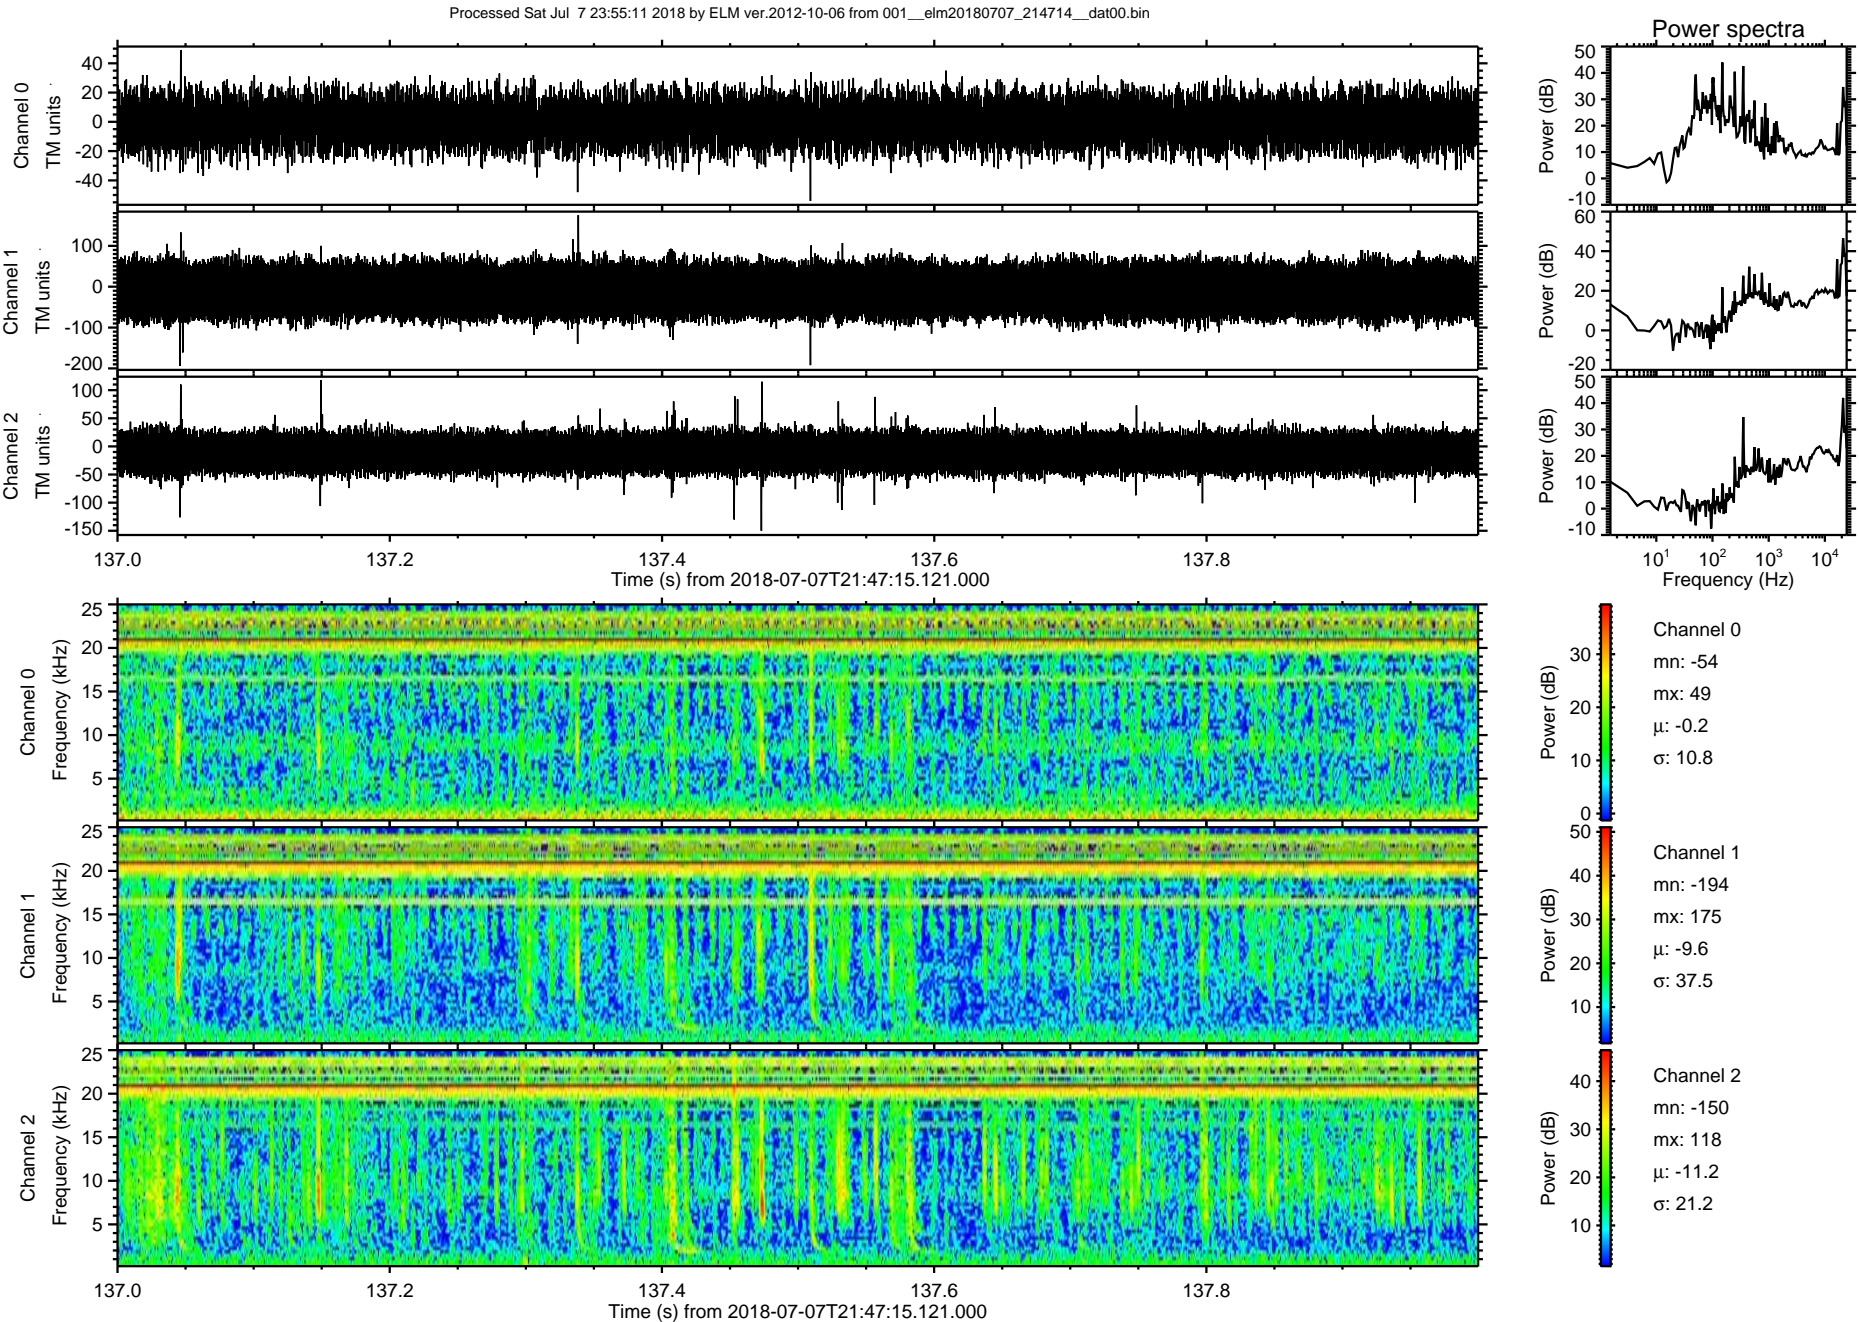 Processed Sat Jul 7 23:55:11 2018 by ELM ver.2012-10-06 from 001__elm20180707_214714__dat00.bin
Power spectra
Channel 0
TM units
40
20
0
-20
-40
Power (dB)
50
40
30
20
10
0
-10
Channel 1
TM units
100
0
-100
-200
Power (dB)
60
40
20
0
-20
Channel 2
TM units
100
50
0
-50
-100
-150
Power (dB)
50
40
30
20
10
0
-10
137.0 137.2 137.4 137.6 137.8
Time (s) from 2018-07-07T21:47:15.121.000
10^1 10^2 10^3 10^4
Frequency (Hz)
Channel 0
Frequency (kHz)
25
20
15
10
5
Power (dB)
30
20
10
0
Channel 0
mn: -54
mx: 49
μ: -0.2
σ: 10.8
Channel 1
Frequency (kHz)
25
20
15
10
5
Power (dB)
50
40
30
20
10
Channel 1
mn: -194
mx: 175
μ: -9.6
σ: 37.5
Channel 2
Frequency (kHz)
25
20
15
10
5
Power (dB)
40
30
20
10
Channel 2
mn: -150
mx: 118
μ: -11.2
σ: 21.2
137.0 137.2 137.4 137.6 137.8
Time (s) from 2018-07-07T21:47:15.121.000